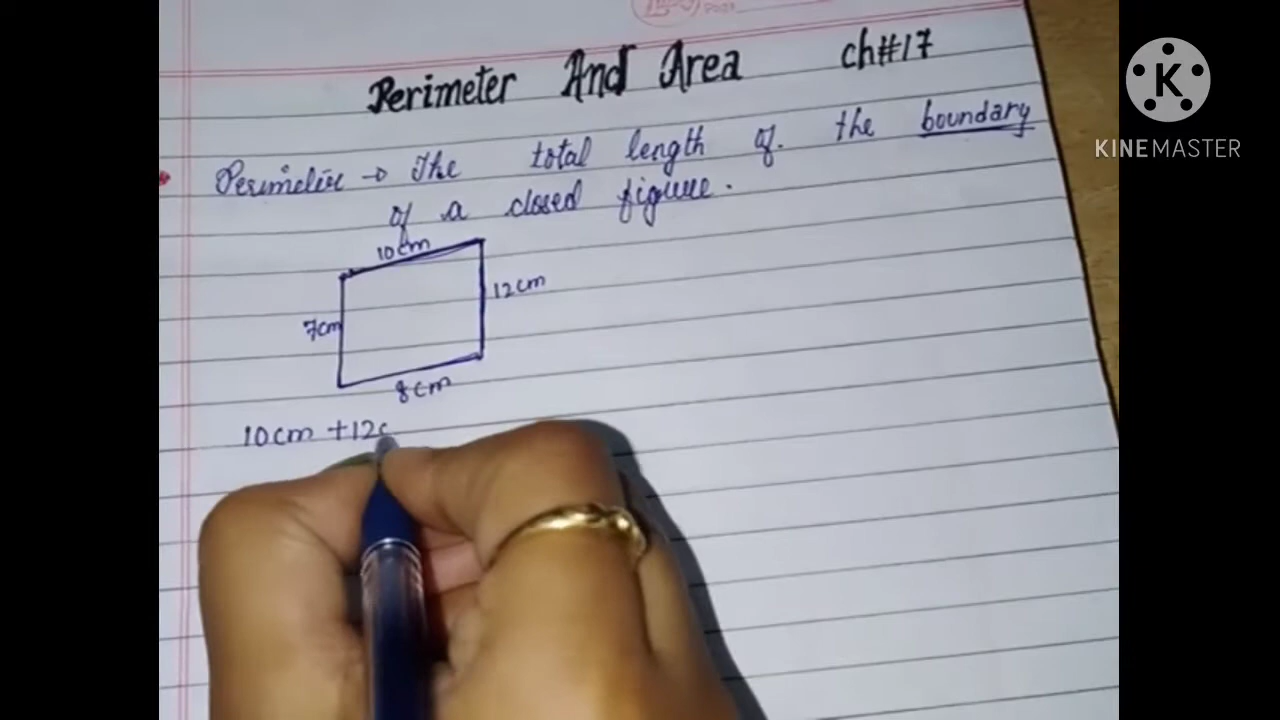 Perimeter And Area ch#17
Perimeter → The total length of the boundary
of a closed figure.
10cm
12cm
7cm
8cm
10cm +12c
K
KINEMASTER